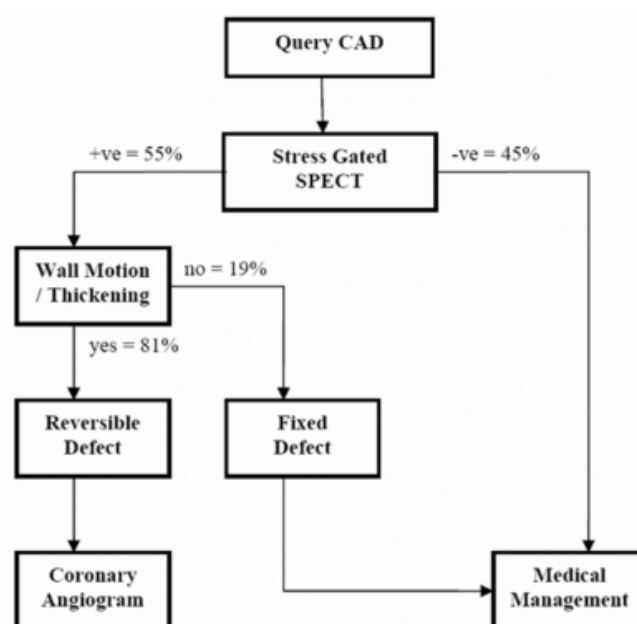 Query CAD
+ve = 55%
Stress Gated
SPECT
-ve = 45%
Wall Motion
/ Thickening
no = 19%
yes = 81%
Reversible
Defect
Fixed
Defect
Coronary
Angiogram
Medical
Management